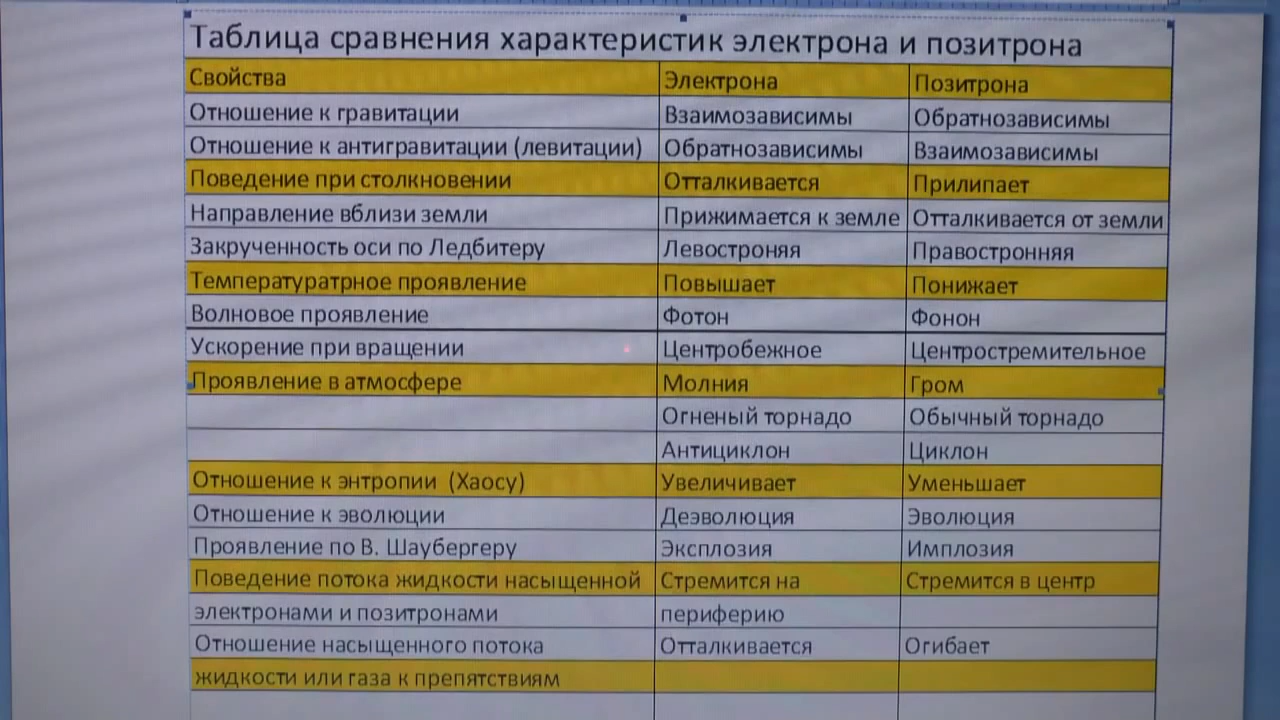 Таблица сравнения характеристик электрона и позитрона
Свойства Электрона Позитрона
Отношение к гравитации Взаимозависимы Обратнозависимы
Отношение к антигравитации (левитации) Обратнозависимы Взаимозависимы
Поведение при столкновении Отталкивается Прилипает
Направление вблизи земли Прижимается к земле Отталкивается от земли
Закрученность оси по Ледбитеру Левостроняя Правостронняя
Температуратрное проявление Повышает Понижает
Волновое проявление Фотон Фонон
Ускорение при вращении Центробежное Центростремительное
Проявление в атмосфере Молния Гром
Огненый торнадо Обычный торнадо
Антициклон Циклон
Отношение к энтропии (Хаосу) Увеличивает Уменьшает
Отношение к эволюции Деэволюция Эволюция
Проявление по В. Шаубергеру Эксплозия Имплозия
Поведение потока жидкости насыщенной Стремится на Стремится в центр
электронами и позитронами периферию
Отношение насыщенного потока Отталкивается Огибает
жидкости или газа к препятствиям